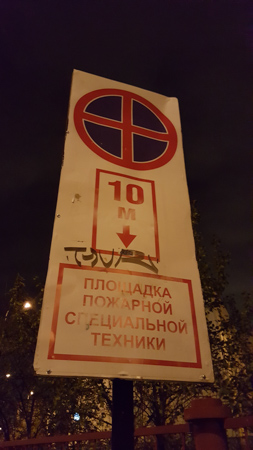 10
М
ПЛОЩАДКА
ПОЖАРНОЙ
СПЕЦИАЛЬНОЙ
ТЕХНИКИ